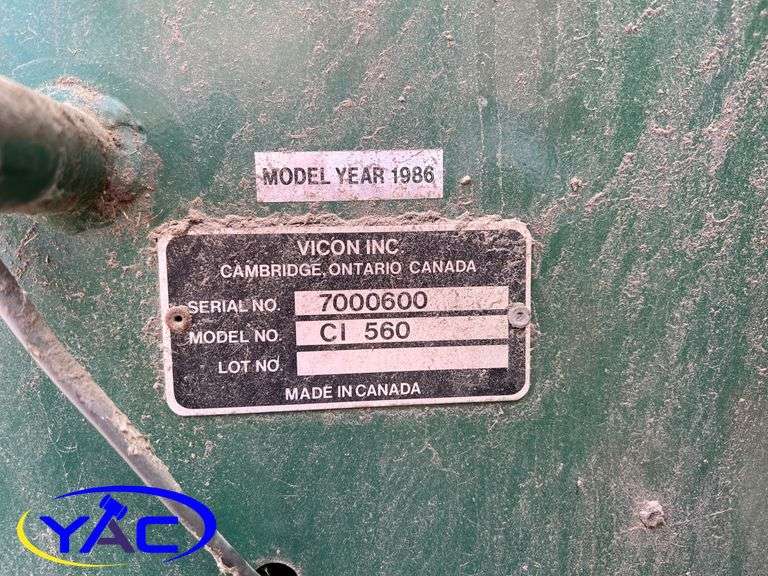 MODEL YEAR 1986
VICON INC
CAMBRIDGE, ONTARIO CANADA
SERIAL NO. 7000600
MODEL NO. CI 560
LOT NO.
MADE IN CANADA
YAC